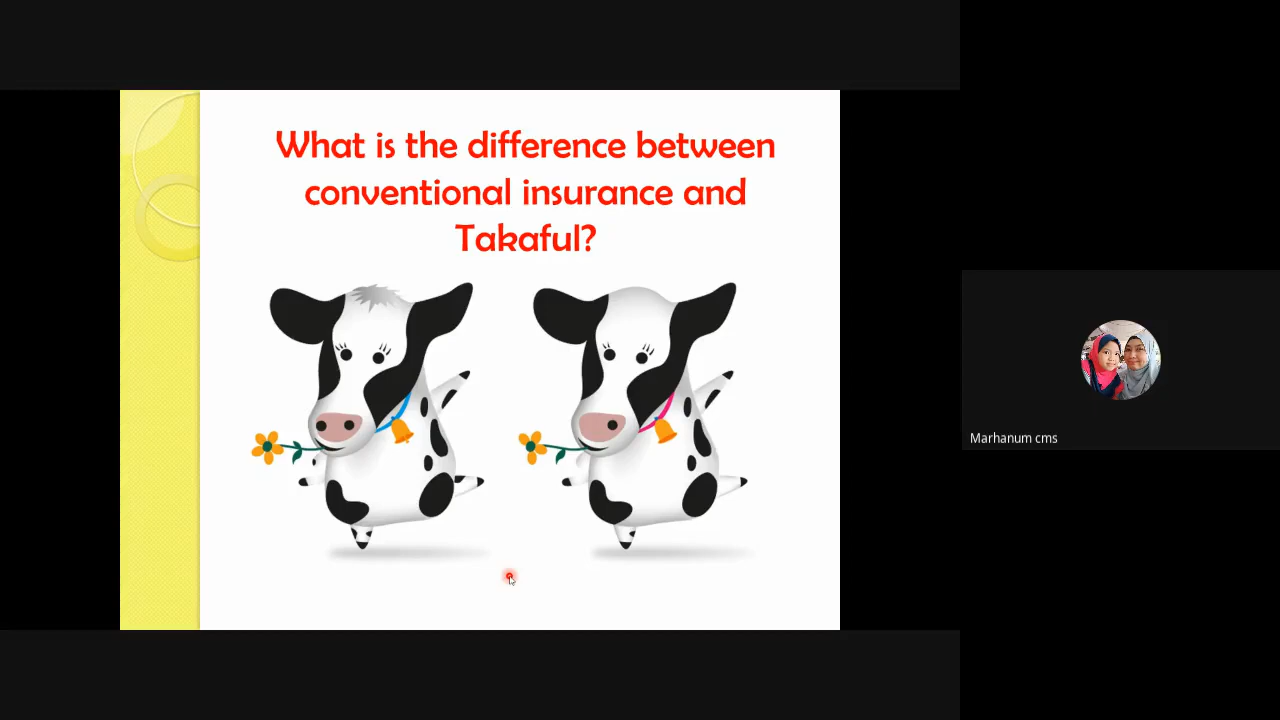 What is the difference between
conventional insurance and
Takaful?
Marhanum cms